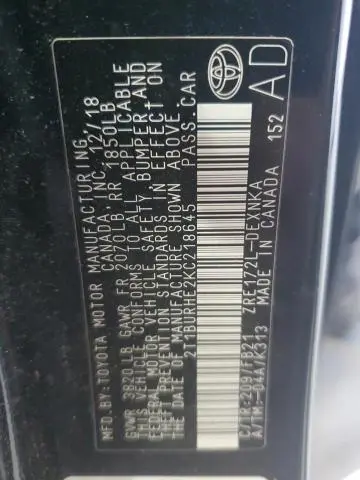 MFD.BY:TOYOTA MOTOR MANUFACTURING,
CANADA, INC. 12/18
GVWR 3820LB GAWR FR 2070LB RR 1850LB
THIS VEHICLE CONFORMS TO ALL APPLICABLE
FEDERAL MOTOR VEHICLE SAFETY, BUMPER, AND
THEFT PREVENTION STANDARDS IN EFFECT ON
THE DATE OF MANUFACTURE SHOWN ABOVE.
2T1BURHE2KC218645 PASS.CAR
ZRE172L-DEXNKA
C/TR:209/FB21 MADE IN CANADA
A/TM:-04A/K313
152
AD